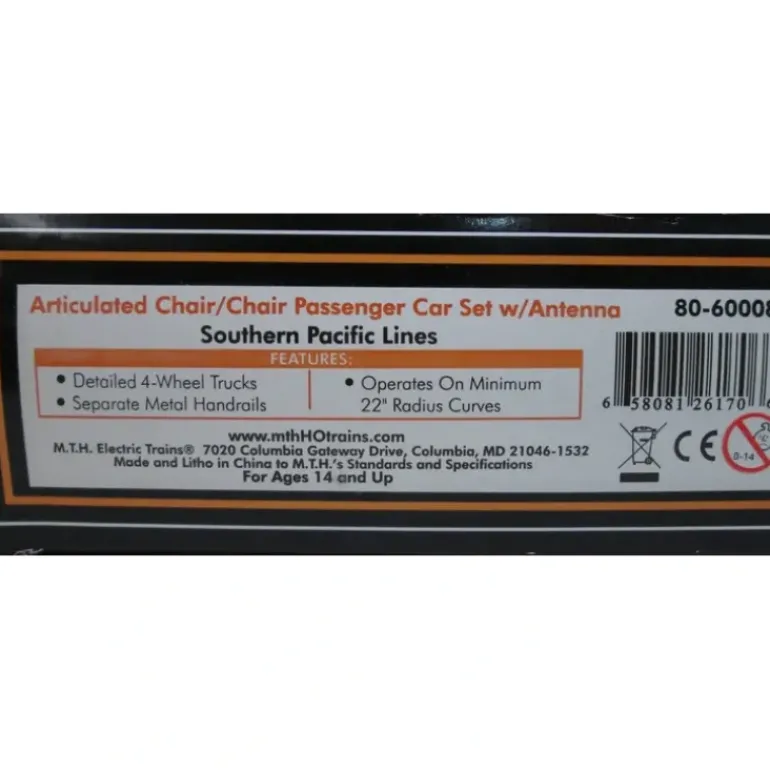 Articulated Chair/Chair Passenger Car Set w/Antenna 80-60008
Southern Pacific Lines
FEATURES:
• Detailed 4-Wheel Trucks
• Separate Metal Handrails
• Operates On Minimum
22" Radius Curves
6 58081 26170 6
www.mthHOtrains.com
M.T.H. Electric Trains® 7020 Columbia Gateway Drive, Columbia, MD 21046-1532
Made and Litho in China to M.T.H.'s Standards and Specifications
For Ages 14 and Up
CE
0-14